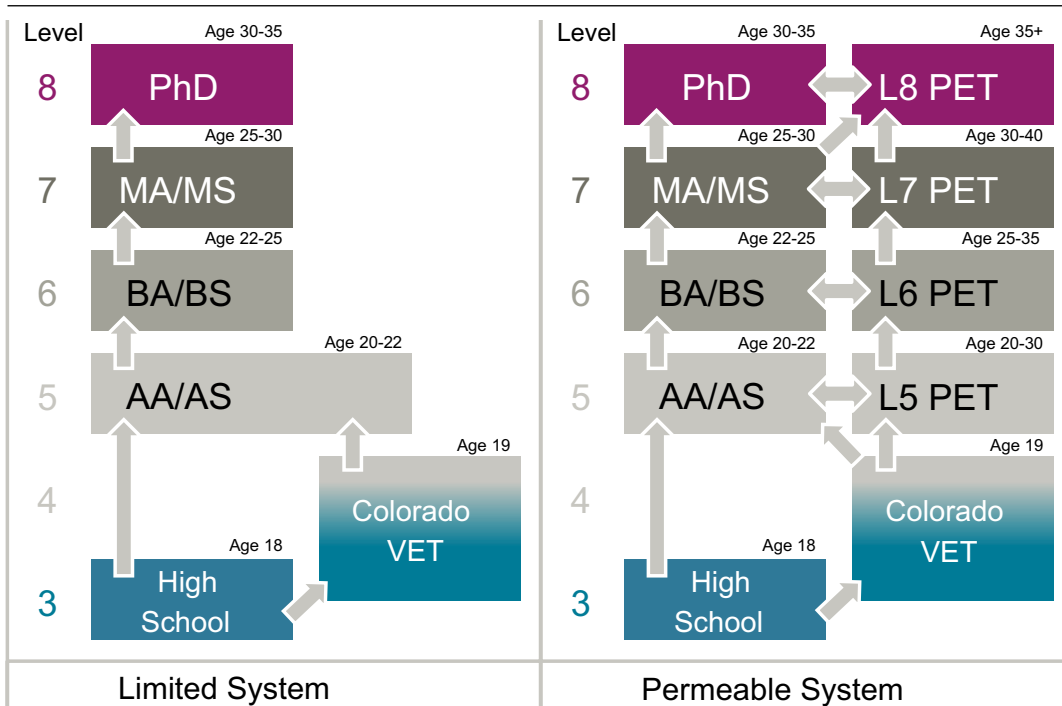 Level
Age 30-35
8
PhD
Age 25-30
7
MA/MS
Age 22-25
6
BA/BS
Age 20-22
5
AA/AS
Age 19
4
Colorado
VET
Age 18
3
High
School
Limited System
Level
Age 30-35
Age 35+
8
PhD
L8 PET
Age 25-30
Age 30-40
7
MA/MS
L7 PET
Age 22-25
Age 25-35
6
BA/BS
L6 PET
Age 20-22
Age 20-30
5
AA/AS
L5 PET
Age 19
4
Colorado
VET
Age 18
3
High
School
Permeable System